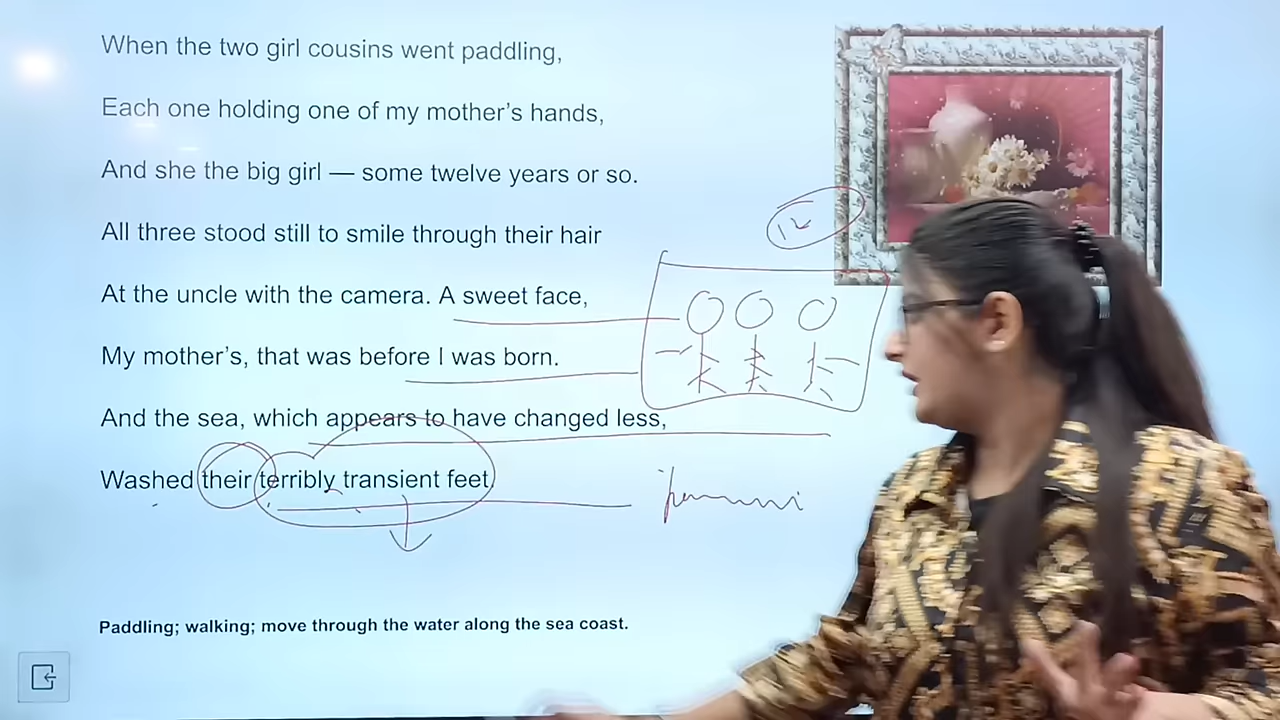 When the two girl cousins went paddling,
Each one holding one of my mother's hands,
And she the big girl — some twelve years or so.
12
All three stood still to smile through their hair
At the uncle with the camera. A sweet face,
My mother's, that was before I was born.
And the sea, which appears to have changed less,
Washed their terribly transient feet
Paddling; walking; move through the water along the sea coast.